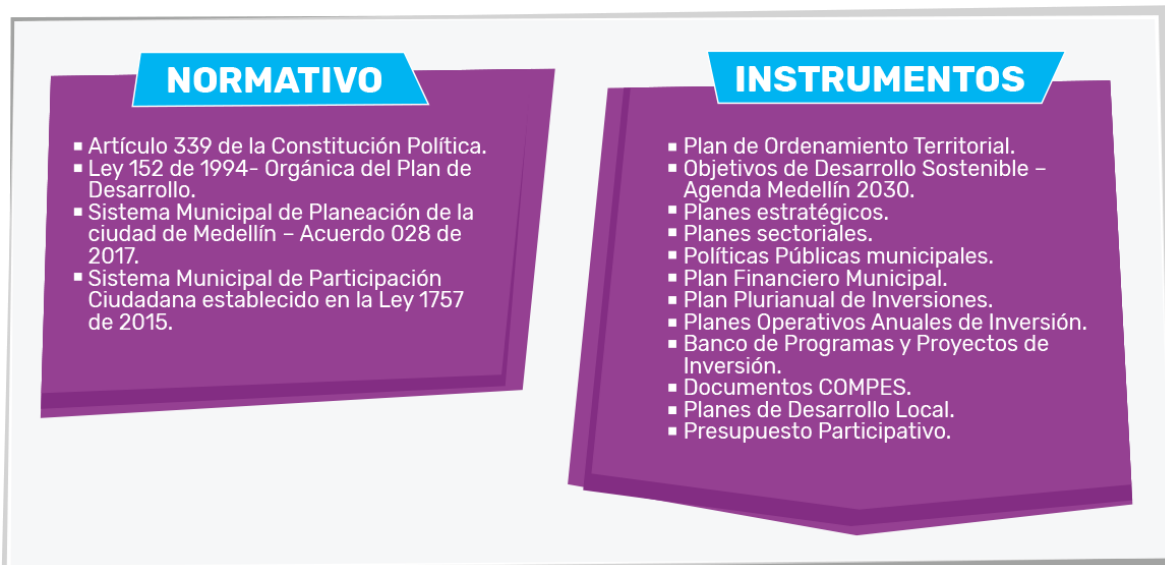 NORMATIVO
▪ Artículo 339 de la Constitución Política.
▪ Ley 152 de 1994- Orgánica del Plan de
Desarrollo.
▪ Sistema Municipal de Planeación de la
ciudad de Medellín – Acuerdo 028 de
2017.
▪ Sistema Municipal de Participación
Ciudadana establecido en la Ley 1757
de 2015.
INSTRUMENTOS
▪ Plan de Ordenamiento Territorial.
▪ Objetivos de Desarrollo Sostenible –
Agenda Medellín 2030.
▪ Planes estratégicos.
▪ Planes sectoriales.
▪ Políticas Públicas municipales.
▪ Plan Financiero Municipal.
▪ Plan Plurianual de Inversiones.
▪ Planes Operativos Anuales de Inversión.
▪ Banco de Programas y Proyectos de
Inversión.
▪ Documentos COMPES.
▪ Planes de Desarrollo Local.
▪ Presupuesto Participativo.